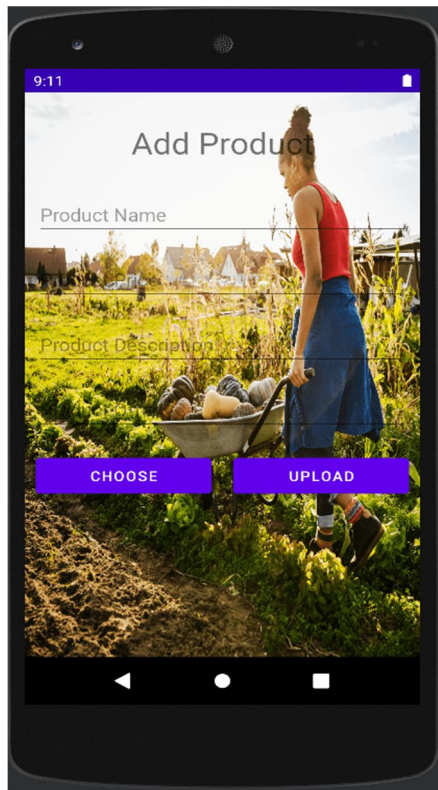 9:11
Add Product
Product Name
Product Description
CHOOSE
UPLOAD